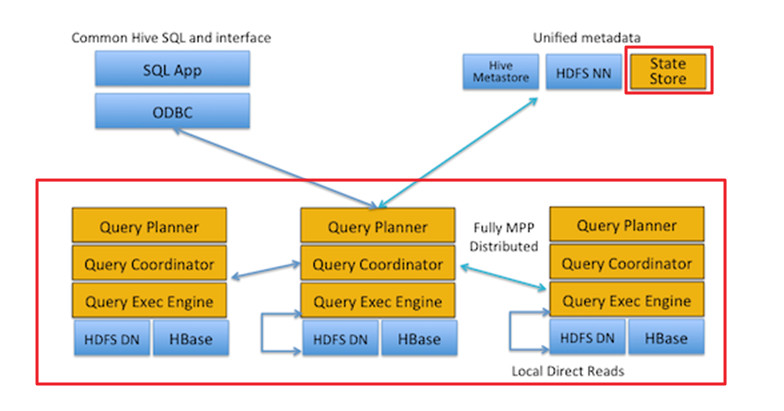 Common Hive SQL and interface
SQL App
ODBC
Unified metadata
Hive
Metastore
HDFS NN
State
Store
Query Planner
Query Coordinator
Query Exec Engine
HDFS DN
HBase
Query Planner
Query Coordinator
Query Exec Engine
HDFS DN
HBase
Fully MPP
Distributed
Query Planner
Query Coordinator
Query Exec Engine
HDFS DN
HBase
Local Direct Reads